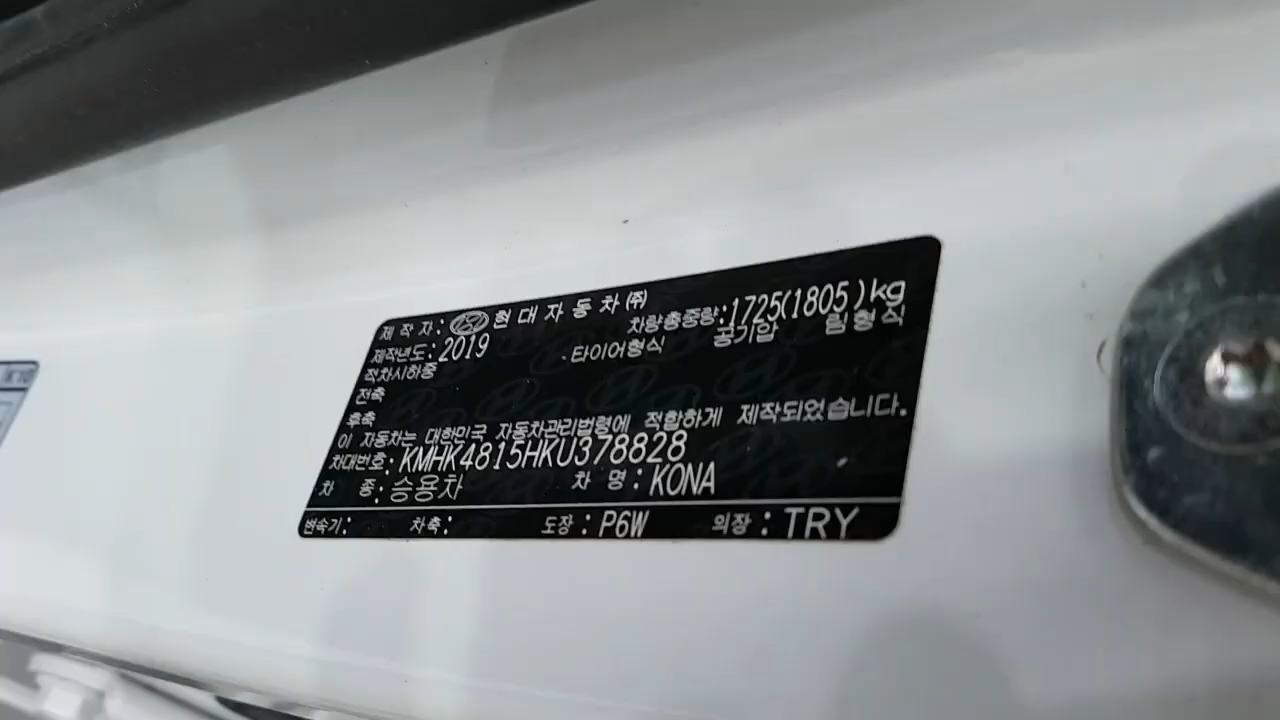 제작자: 현대자동차(주)
제작년도: 2019 차량총중량: 1725(1805)kg
적차시하중 타이어형식 공기압 림형식
전축
후축
이 자동차는 대한민국 자동차관리법령에 적합하게 제작되었습니다.
차대번호: KMHK4815HKU378828
차 종: 승용차 차 명: KONA
변속기: 차축: 도장: P6W 의장: TRY